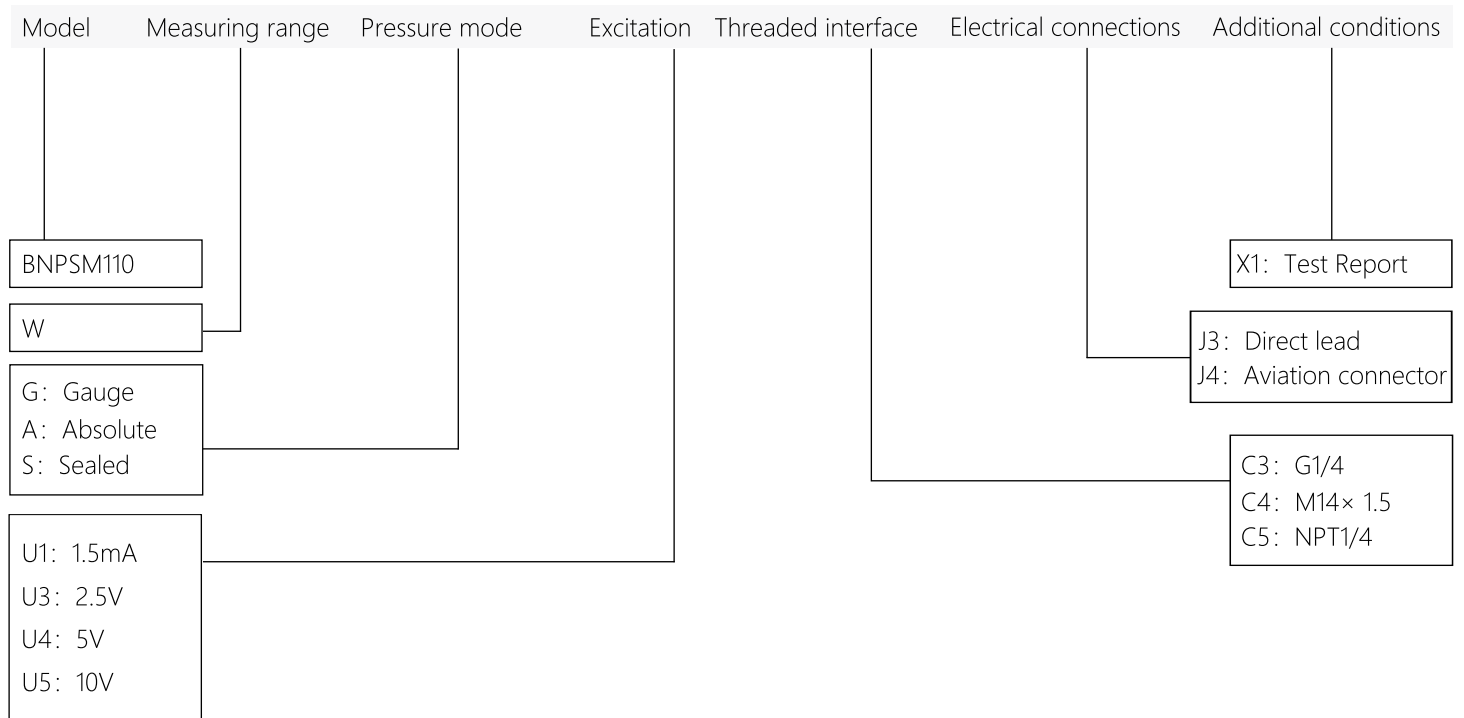 Model Measuring range Pressure mode Excitation Threaded interface Electrical connections Additional conditions
BNPSM110
W
G: Gauge
A: Absolute
S: Sealed
U1: 1.5mA
U3: 2.5V
U4: 5V
U5: 10V
X1: Test Report
J3: Direct lead
J4: Aviation connector
C3: G1/4
C4: M14× 1.5
C5: NPT1/4